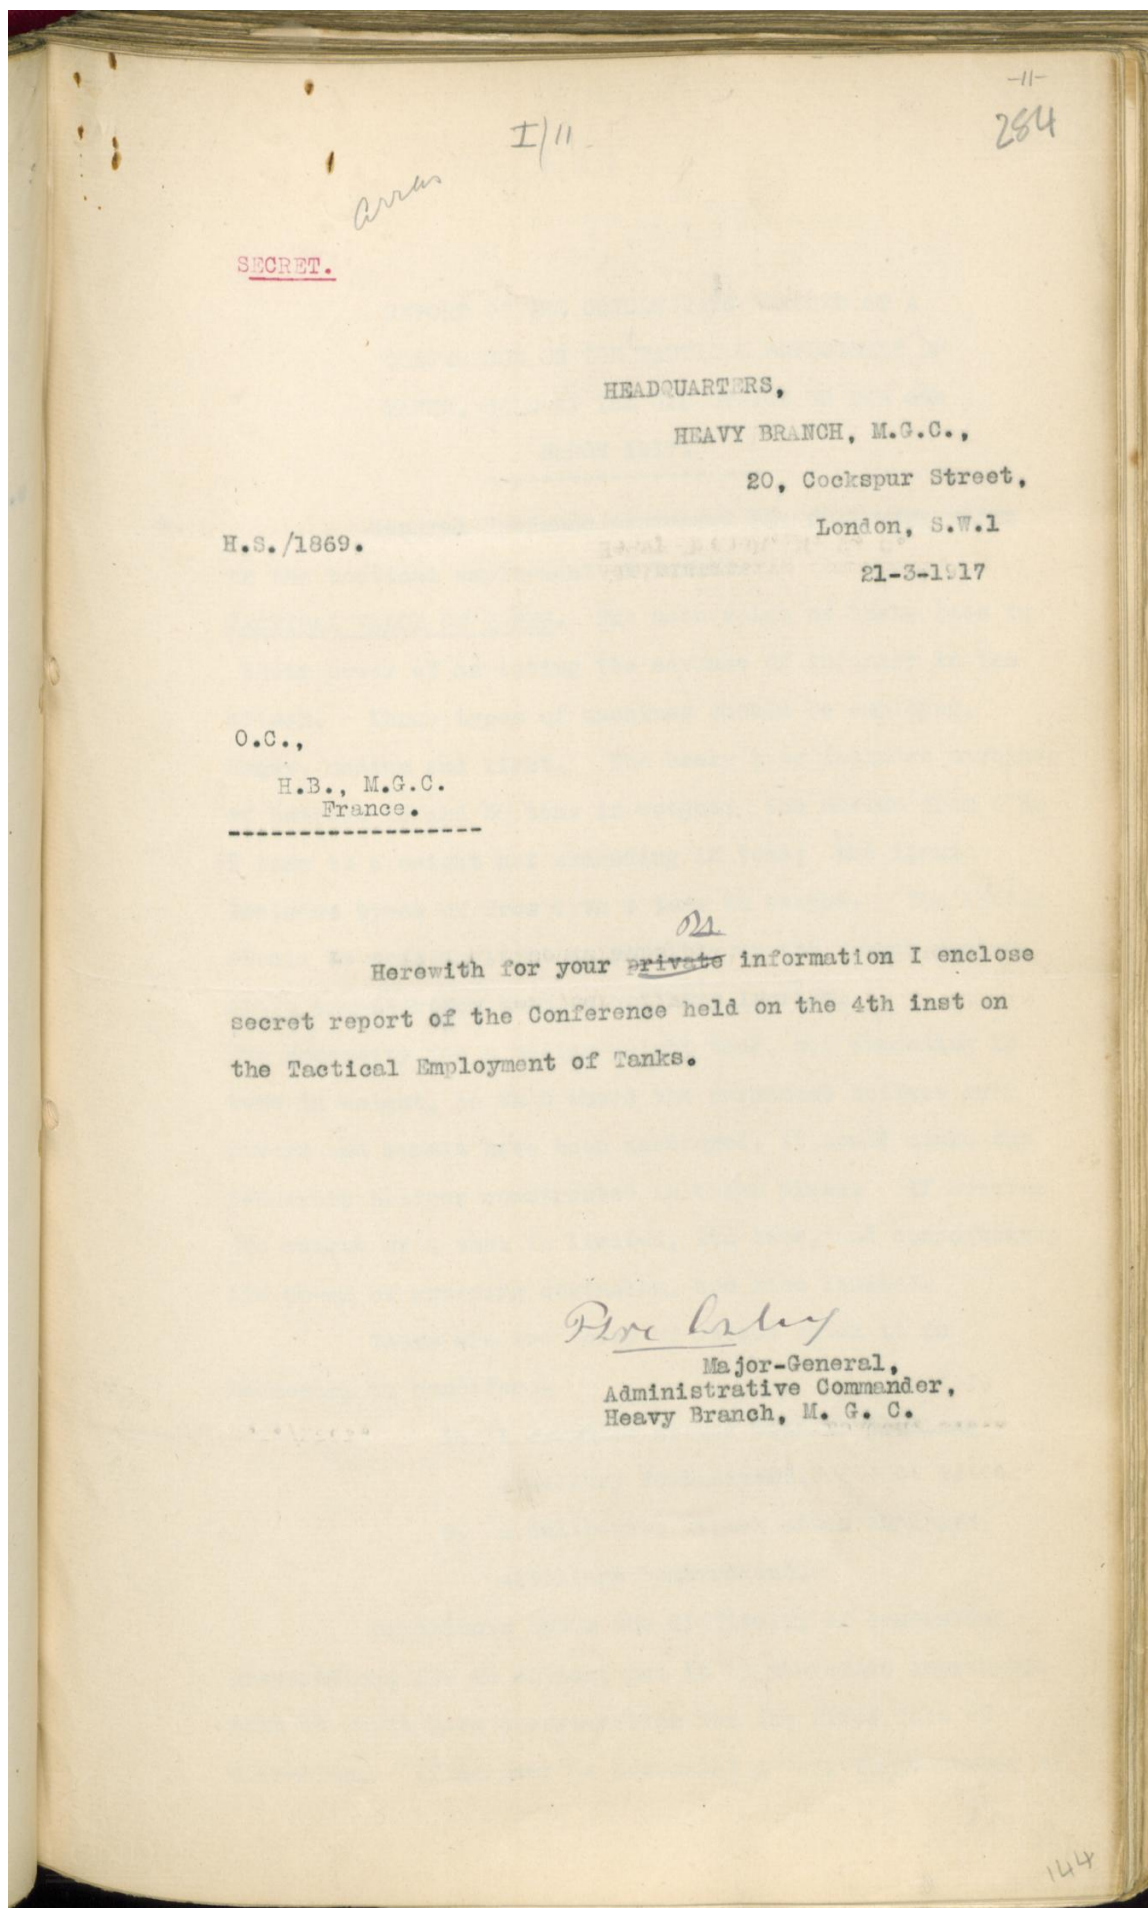 -11-
284
I/11
Arras
SECRET.
HEADQUARTERS,
HEAVY BRANCH, M.G.C.,
20, Cockspur Street,
London, S.W.1
H.S./1869.
21-3-1917
O.C.,
H.B., M.G.C.
France.
Herewith for your private information I enclose
secret report of the Conference held on the 4th inst on
the Tactical Employment of Tanks.
Major-General,
Administrative Commander,
Heavy Branch, M. G. C.
144